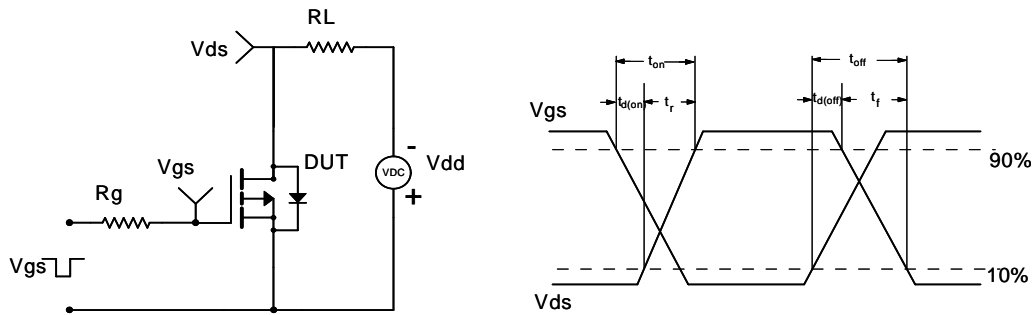 RL
Vds
Vgs
DUT
-
VDC
Vdd
+
Rg
Vgs
ton
toff
td(on)
tr
td(off)
tf
Vgs
90%
10%
Vds